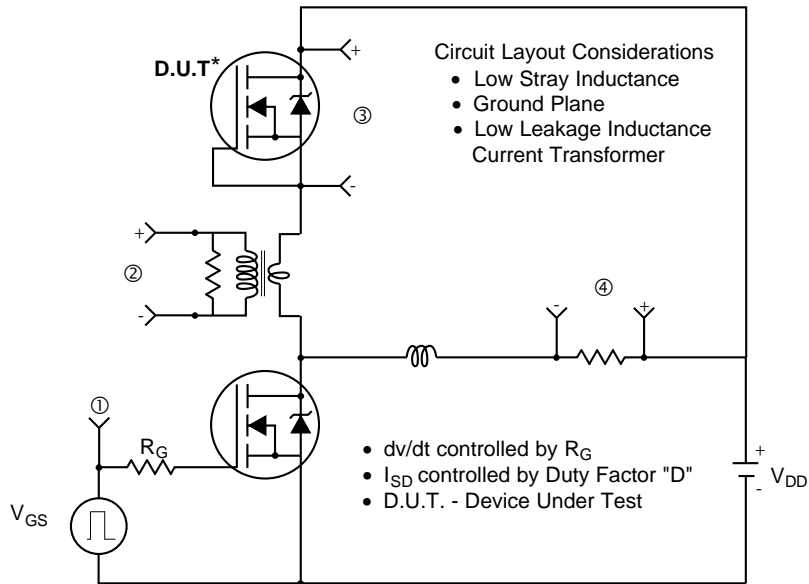 D.U.T*
+
③
-
Circuit Layout Considerations
• Low Stray Inductance
• Ground Plane
• Low Leakage Inductance
Current Transformer
+
②
-
④
- +
①
RG
VGS
• dv/dt controlled by RG
• ISD controlled by Duty Factor "D"
• D.U.T. - Device Under Test
+
VDD
-